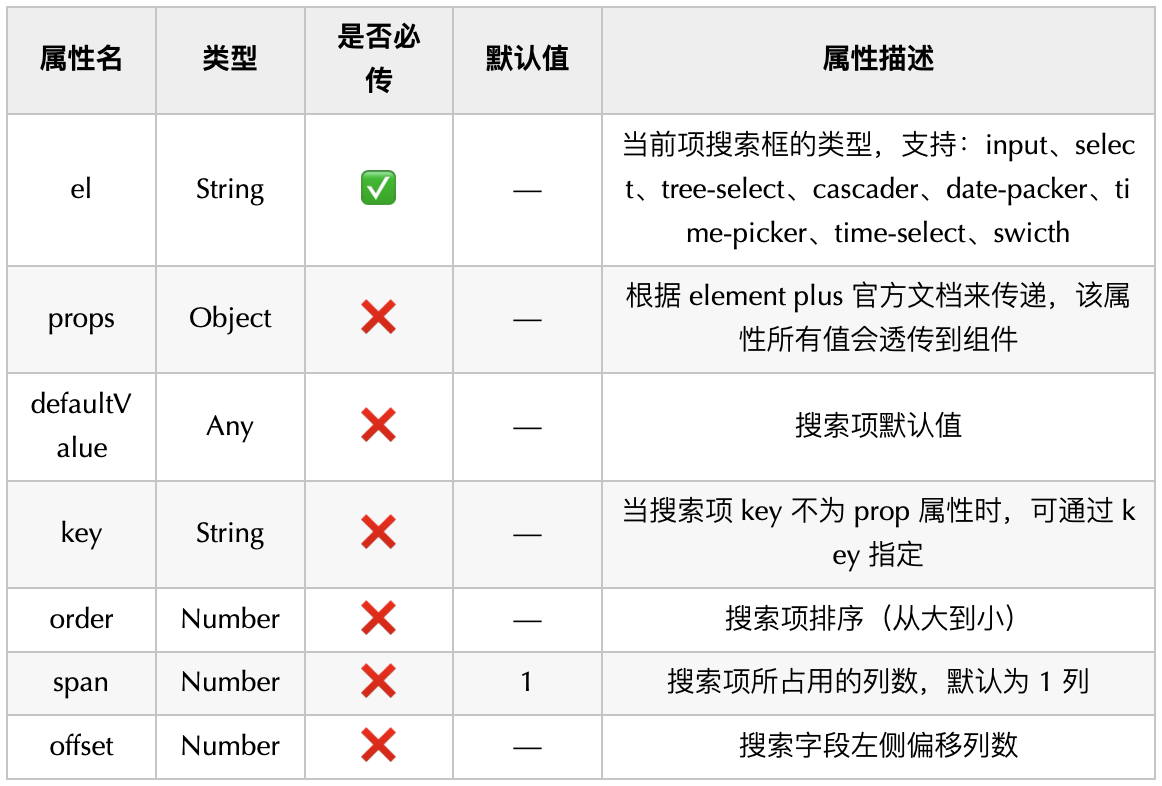 属性名 类型 是否必 默认值 属性描述
传
el String ✅ — 当前项搜索框的类型，支持：input、selec
t、tree-select、cascader、date-packer、ti
me-picker、time-select、swicth
props Object ❌ — 根据 element plus 官方文档来传递，该属
性所有值会透传到组件
defaultV
alue Any ❌ — 搜索项默认值
key String ❌ — 当搜索项 key 不为 prop 属性时，可通过 k
ey 指定
order Number ❌ — 搜索项排序（从大到小）
span Number ❌ 1 搜索项所占用的列数，默认为 1 列
offset Number ❌ — 搜索字段左侧偏移列数